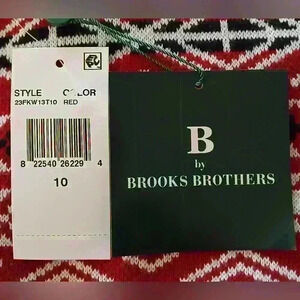 STYLE COLOR
23FKW13T10 RED
8 22540 26229 4
10
B
by
BROOKS BROTHERS